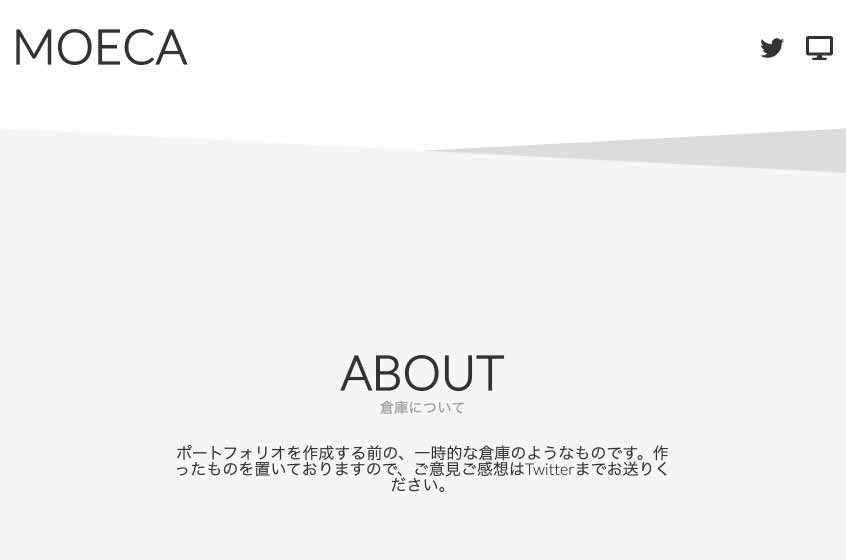 MOECA
ABOUT
倉庫について
ポートフォリオを作成する前の、一時的な倉庫のようなものです。作
ったものを置いておりますので、ご意見ご感想はTwitterまでお送りく
ださい。